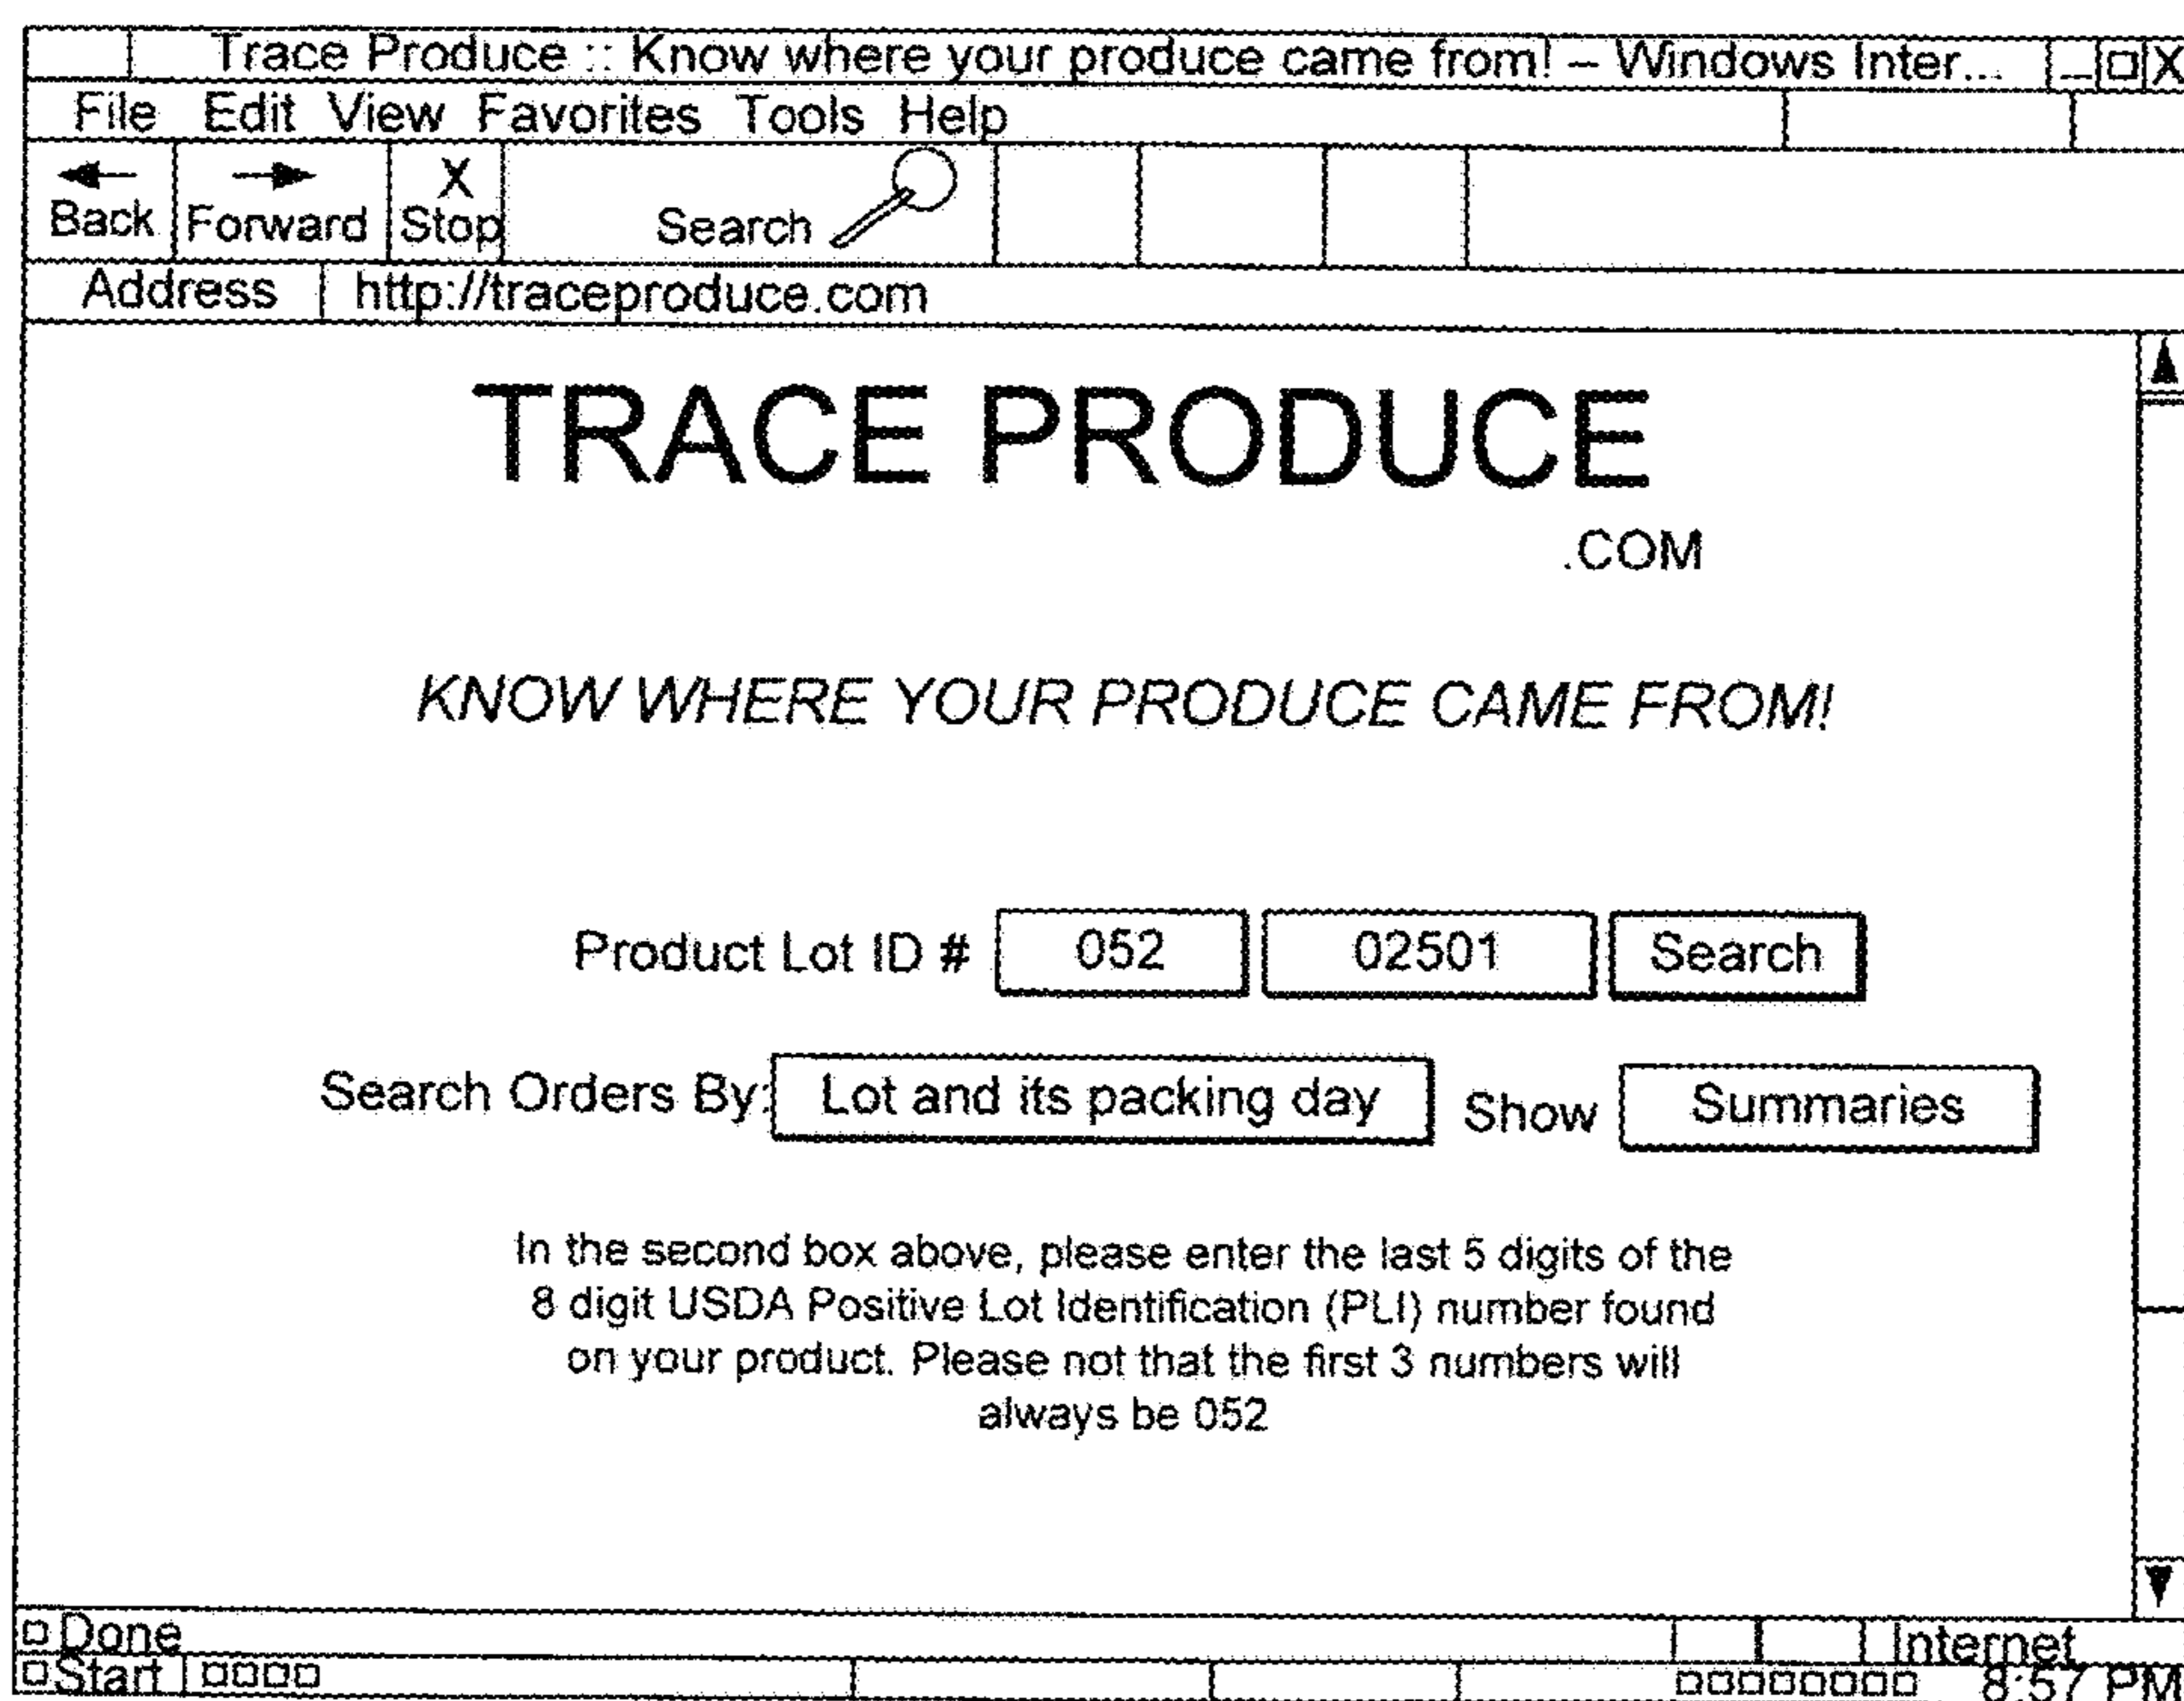 Trace Produce :: Know where your produce came from! – Windows Inter...
File Edit View Favorites Tools Help
X
Back Forward Stop Search
Address http://traceproduce.com
TRACE PRODUCE
.COM
KNOW WHERE YOUR PRODUCE CAME FROM!
Product Lot ID # 052 02501 Search
Search Orders By: Lot and its packing day Show Summaries
In the second box above, please enter the last 5 digits of the
8 digit USDA Positive Lot Identification (PLI) number found
on your product. Please not that the first 3 numbers will
always be 052
Done Internet
Start 8:57 PM